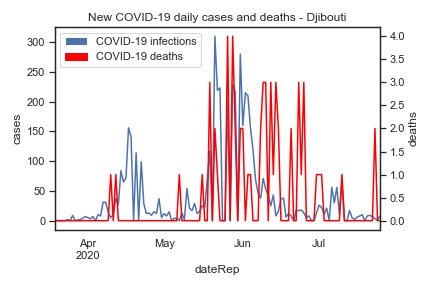 New COVID-19 daily cases and deaths - Djibouti
COVID-19 infections
COVID-19 deaths
300
250
200
150
100
50
0
cases
4.0
3.5
3.0
2.5
2.0
1.5
1.0
0.5
0.0
deaths
Apr
2020
May
Jun
Jul
dateRep